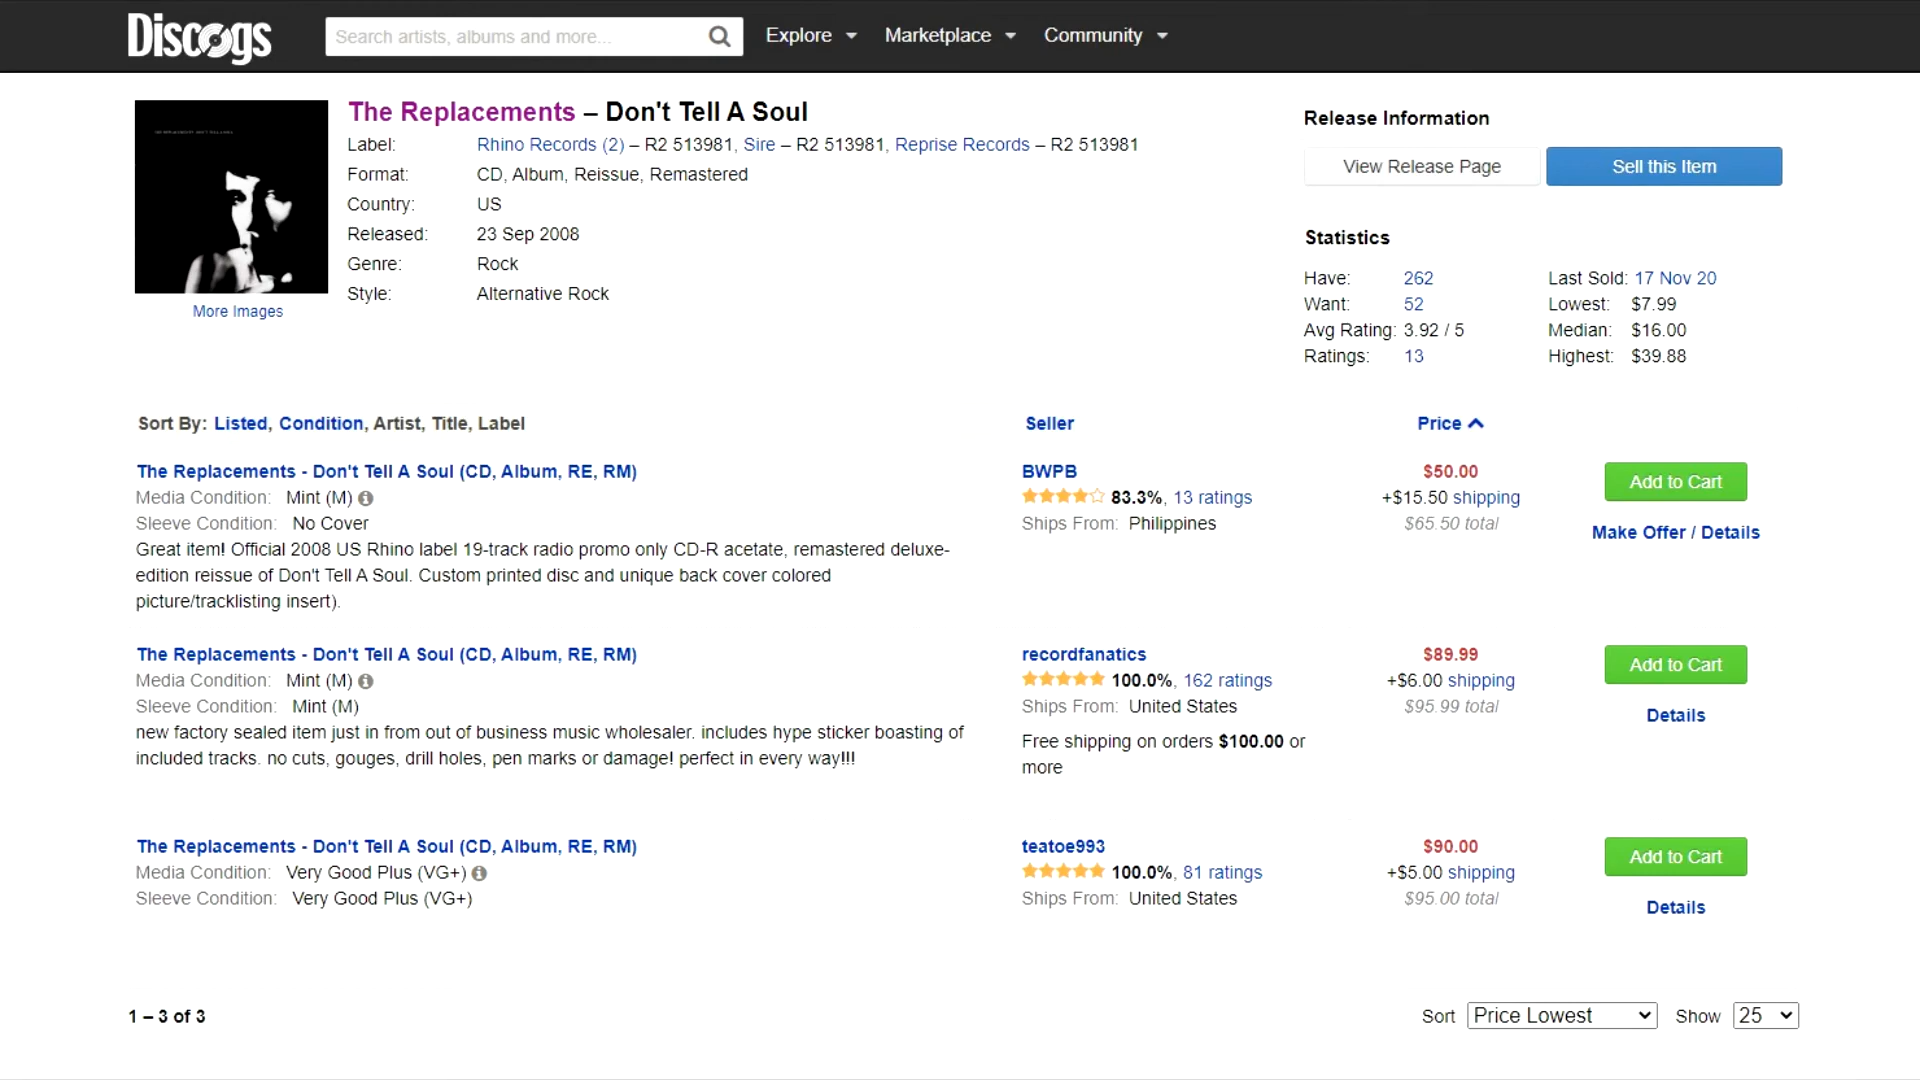 Discogs
Search artists, albums and more...
Explore
Marketplace
Community
The Replacements – Don't Tell A Soul
Label: Rhino Records (2) – R2 513981, Sire – R2 513981, Reprise Records – R2 513981
Format: CD, Album, Reissue, Remastered
Country: US
Released: 23 Sep 2008
Genre: Rock
Style: Alternative Rock
More Images
Release Information
View Release Page
Sell this Item
Statistics
Have: 262
Want: 52
Avg Rating: 3.92 / 5
Ratings: 13
Last Sold: 17 Nov 20
Lowest: $7.99
Median: $16.00
Highest: $39.88
Sort By: Listed, Condition, Artist, Title, Label
Seller
Price
The Replacements - Don't Tell A Soul (CD, Album, RE, RM)
Media Condition: Mint (M)
Sleeve Condition: No Cover
Great item! Official 2008 US Rhino label 19-track radio promo only CD-R acetate, remastered deluxe-
edition reissue of Don't Tell A Soul. Custom printed disc and unique back cover colored
picture/tracklisting insert).
BWPB
83.3%, 13 ratings
Ships From: Philippines
$50.00
+$15.50 shipping
$65.50 total
Add to Cart
Make Offer / Details
The Replacements - Don't Tell A Soul (CD, Album, RE, RM)
Media Condition: Mint (M)
Sleeve Condition: Mint (M)
new factory sealed item just in from out of business music wholesaler. includes hype sticker boasting of
included tracks. no cuts, gouges, drill holes, pen marks or damage! perfect in every way!!!
recordfanatics
100.0%, 162 ratings
Ships From: United States
Free shipping on orders $100.00 or
more
$89.99
+$6.00 shipping
$95.99 total
Add to Cart
Details
The Replacements - Don't Tell A Soul (CD, Album, RE, RM)
Media Condition: Very Good Plus (VG+)
Sleeve Condition: Very Good Plus (VG+)
teatoe993
100.0%, 81 ratings
Ships From: United States
$90.00
+$5.00 shipping
$95.00 total
Add to Cart
Details
1 – 3 of 3
Sort Price Lowest Show 25